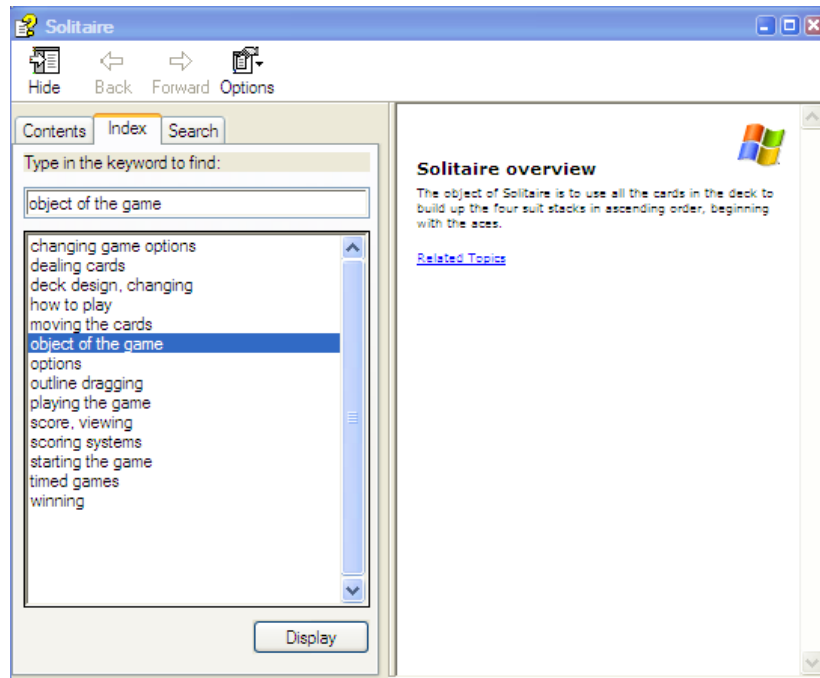 Solitaire
Hide Back Forward Options
Contents Index Search
Type in the keyword to find:
object of the game
changing game options
dealing cards
deck design, changing
how to play
moving the cards
object of the game
options
outline dragging
playing the game
score, viewing
scoring systems
starting the game
timed games
winning
Display
Solitaire overview
The object of Solitaire is to use all the cards in the deck to
build up the four suit stacks in ascending order, beginning
with the aces.
Related Topics